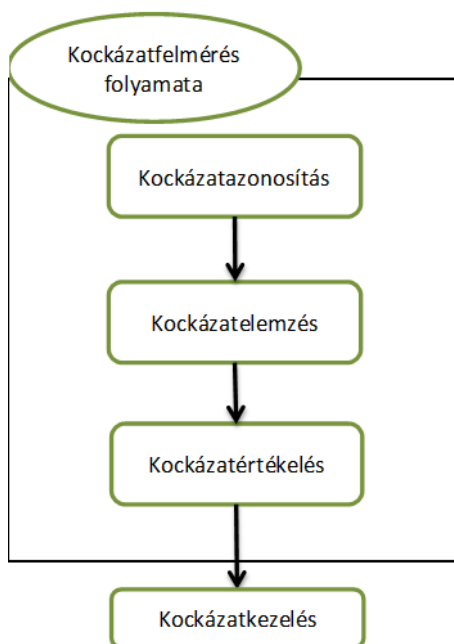 Kockázatfelmérés
folyamata
Kockázatazonosítás
Kockázatelemzés
Kockázatértékelés
Kockázatkezelés